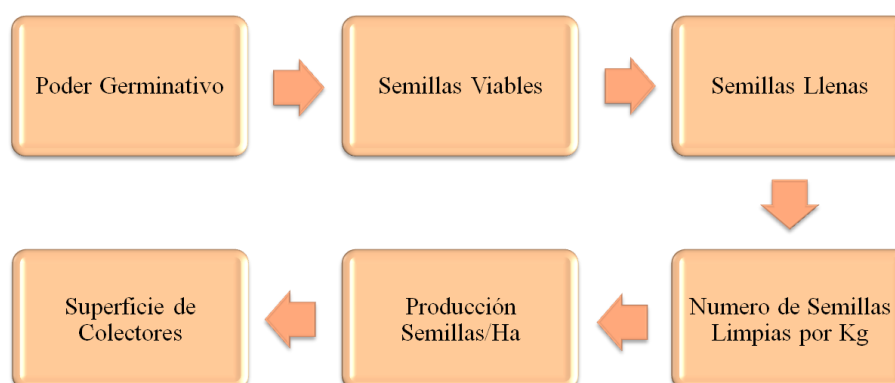 Poder Germinativo
Semillas Viables
Semillas Llenas
Numero de Semillas
Limpias por Kg
Producción
Semillas/Ha
Superficie de
Colectores